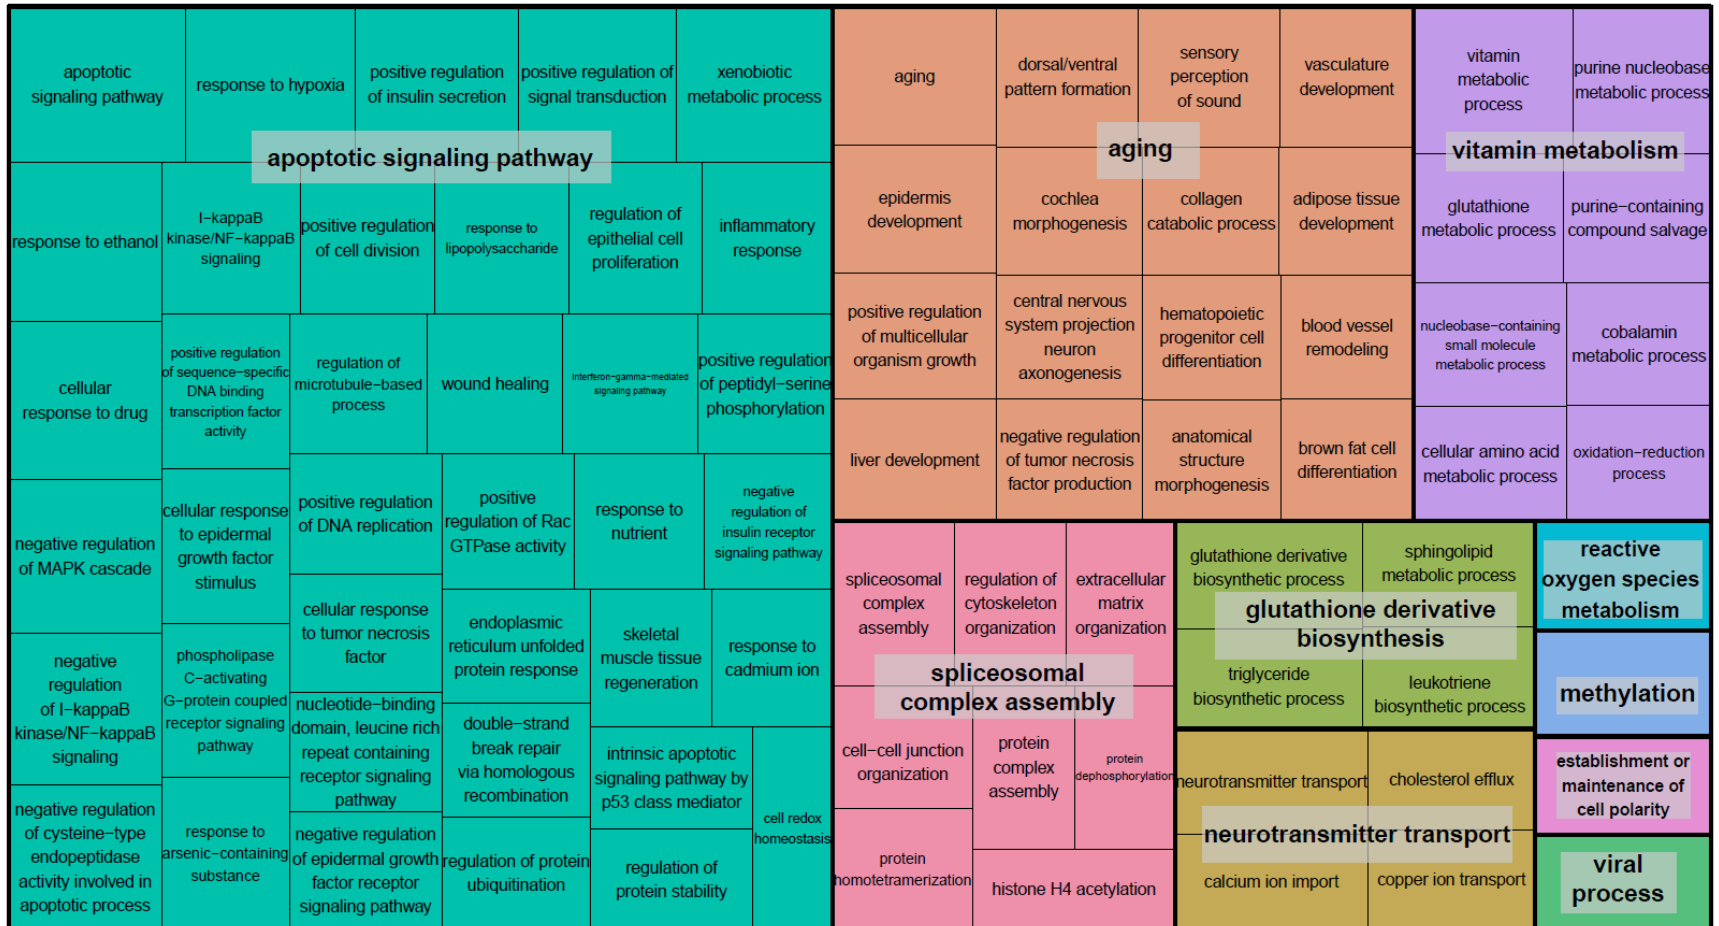 apoptotic
signaling pathway
response to hypoxia
positive regulation
of insulin secretion
positive regulation of
signal transduction
xenobiotic
metabolic process
apoptotic signaling pathway
response to ethanol
I−kappaB
kinase/NF−kappaB
signaling
positive regulation
of cell division
response to
lipopolysaccharide
regulation of
epithelial cell
proliferation
inflammatory
response
cellular
response to drug
positive regulation
of sequence−specific
DNA binding
transcription factor
activity
regulation of
microtubule−based
process
wound healing
interferon−gamma−mediated
signaling pathway
positive regulation
of peptidyl−serine
phosphorylation
negative regulation
of MAPK cascade
cellular response
to epidermal
growth factor
stimulus
positive regulation
of DNA replication
positive
regulation of Rac
GTPase activity
response to
nutrient
negative
regulation of
insulin receptor
signaling pathway
cellular response
to tumor necrosis
factor
endoplasmic
reticulum unfolded
protein response
skeletal
muscle tissue
regeneration
response to
cadmium ion
negative
regulation
of I−kappaB
kinase/NF−kappaB
signaling
phospholipase
C−activating
G−protein coupled
receptor signaling
pathway
nucleotide−binding
domain, leucine rich
repeat containing
receptor signaling
pathway
double−strand
break repair
via homologous
recombination
intrinsic apoptotic
signaling pathway by
p53 class mediator
cell redox
homeostasis
negative regulation
of cysteine−type
endopeptidase
activity involved in
apoptotic process
response to
arsenic−containing
substance
negative regulation
of epidermal growth
factor receptor
signaling pathway
regulation of protein
ubiquitination
regulation of
protein stability
aging
dorsal/ventral
pattern formation
sensory
perception
of sound
vasculature
development
aging
epidermis
development
cochlea
morphogenesis
collagen
catabolic process
adipose tissue
development
positive regulation
of multicellular
organism growth
central nervous
system projection
neuron
axonogenesis
hematopoietic
progenitor cell
differentiation
blood vessel
remodeling
liver development
negative regulation
of tumor necrosis
factor production
anatomical
structure
morphogenesis
brown fat cell
differentiation
vitamin
metabolic
process
purine nucleobase
metabolic process
vitamin metabolism
glutathione
metabolic process
purine−containing
compound salvage
nucleobase−containing
small molecule
metabolic process
cobalamin
metabolic process
cellular amino acid
metabolic process
oxidation−reduction
process
spliceosomal
complex
assembly
regulation of
cytoskeleton
organization
extracellular
matrix
organization
spliceosomal
complex assembly
cell−cell junction
organization
protein
complex
assembly
protein
dephosphorylation
protein
homotetramerization
histone H4 acetylation
glutathione derivative
biosynthetic process
sphingolipid
metabolic process
glutathione derivative
biosynthesis
triglyceride
biosynthetic process
leukotriene
biosynthetic process
neurotransmitter transport
cholesterol efflux
neurotransmitter transport
calcium ion import
copper ion transport
reactive
oxygen species
metabolism
methylation
establishment or
maintenance of
cell polarity
viral
process